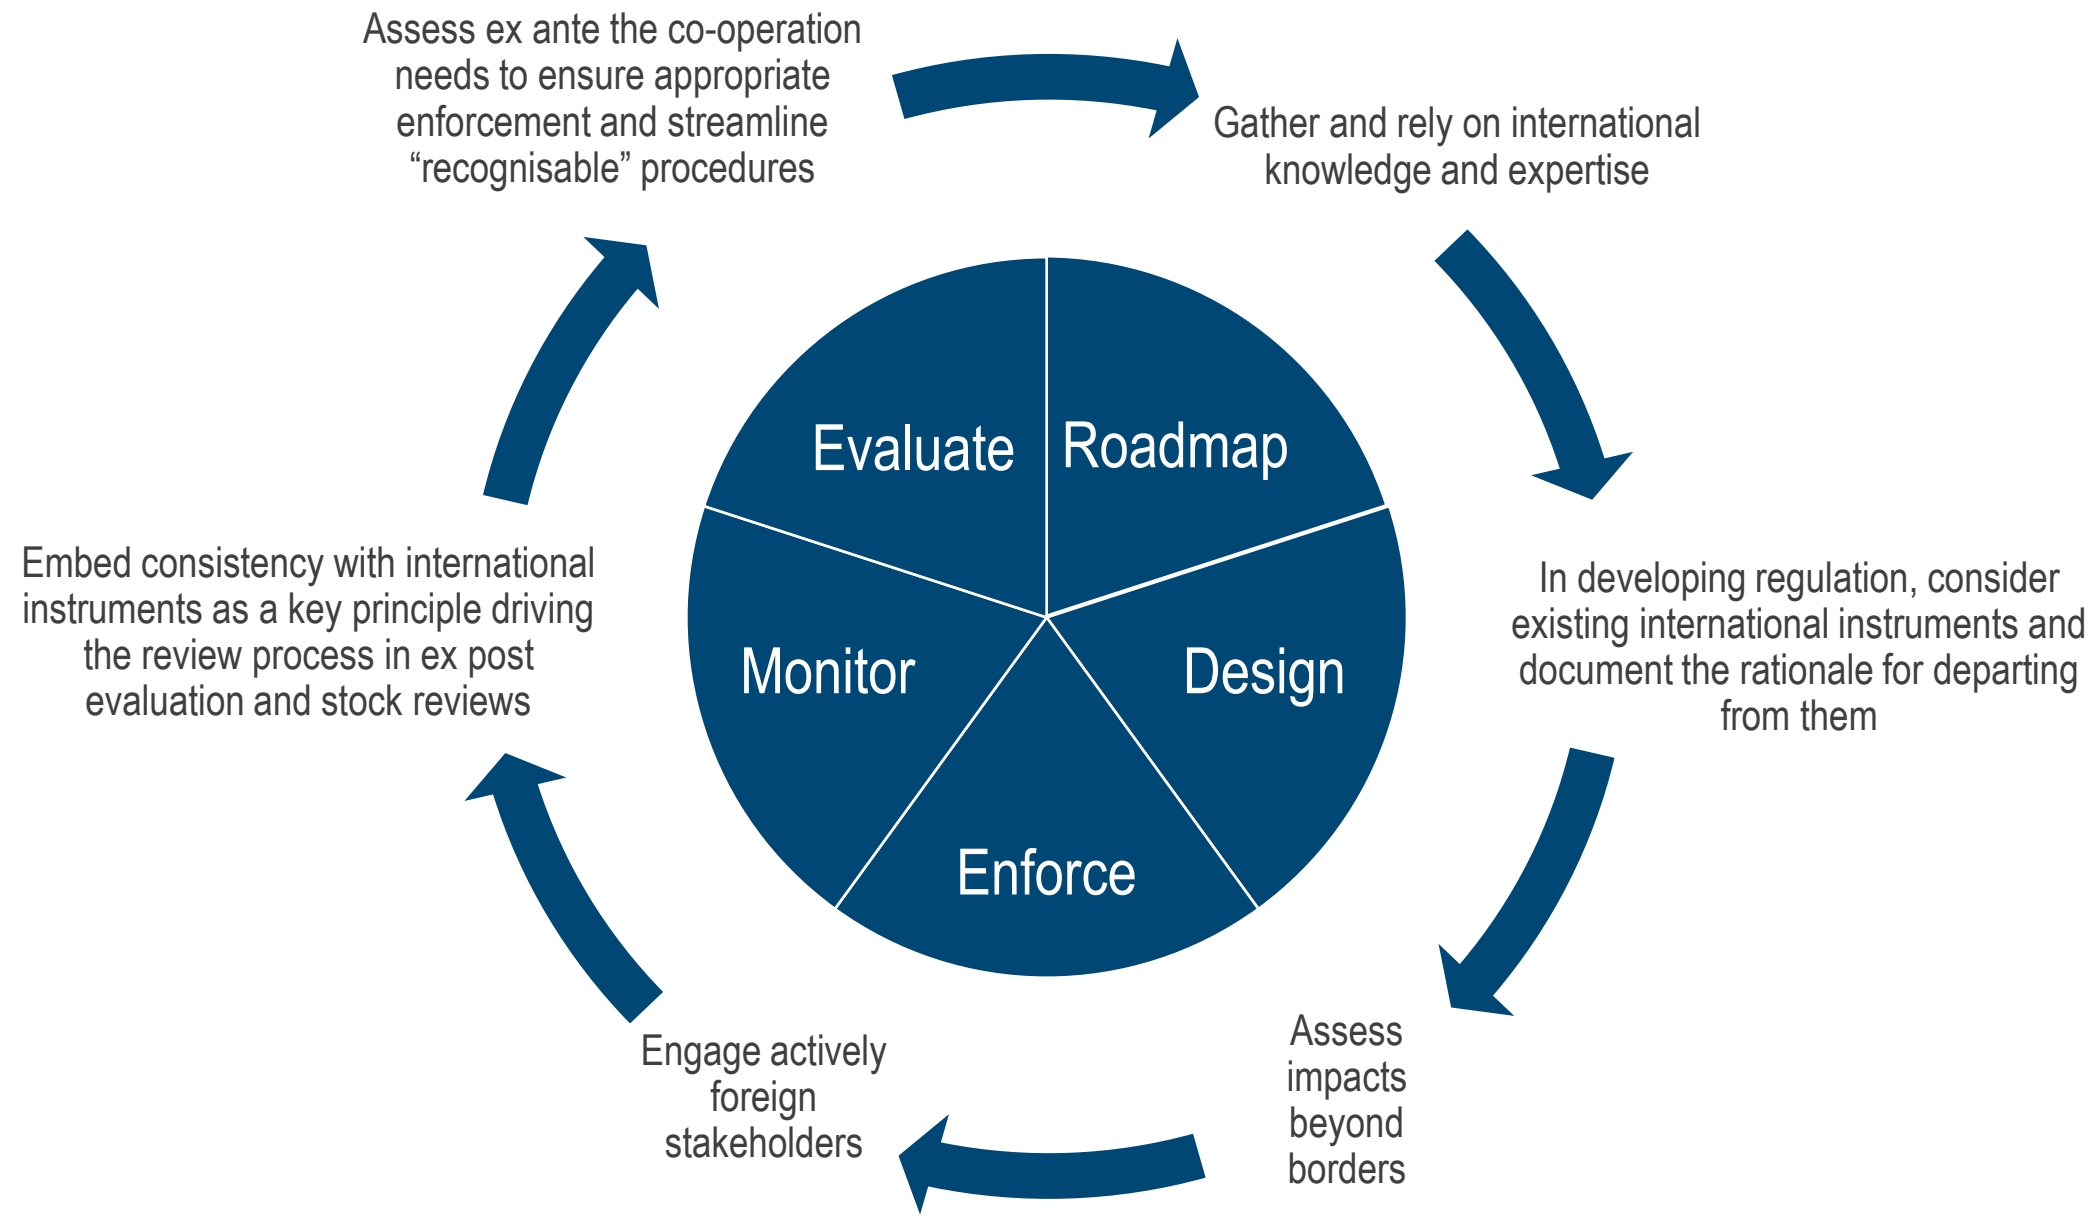 Assess ex ante the co-operation
needs to ensure appropriate
enforcement and streamline
“recognisable” procedures
Gather and rely on international
knowledge and expertise
Evaluate
Roadmap
Embed consistency with international
instruments as a key principle driving
the review process in ex post
evaluation and stock reviews
Monitor
Design
In developing regulation, consider
existing international instruments and
document the rationale for departing
from them
Enforce
Engage actively
foreign
stakeholders
Assess
impacts
beyond
borders